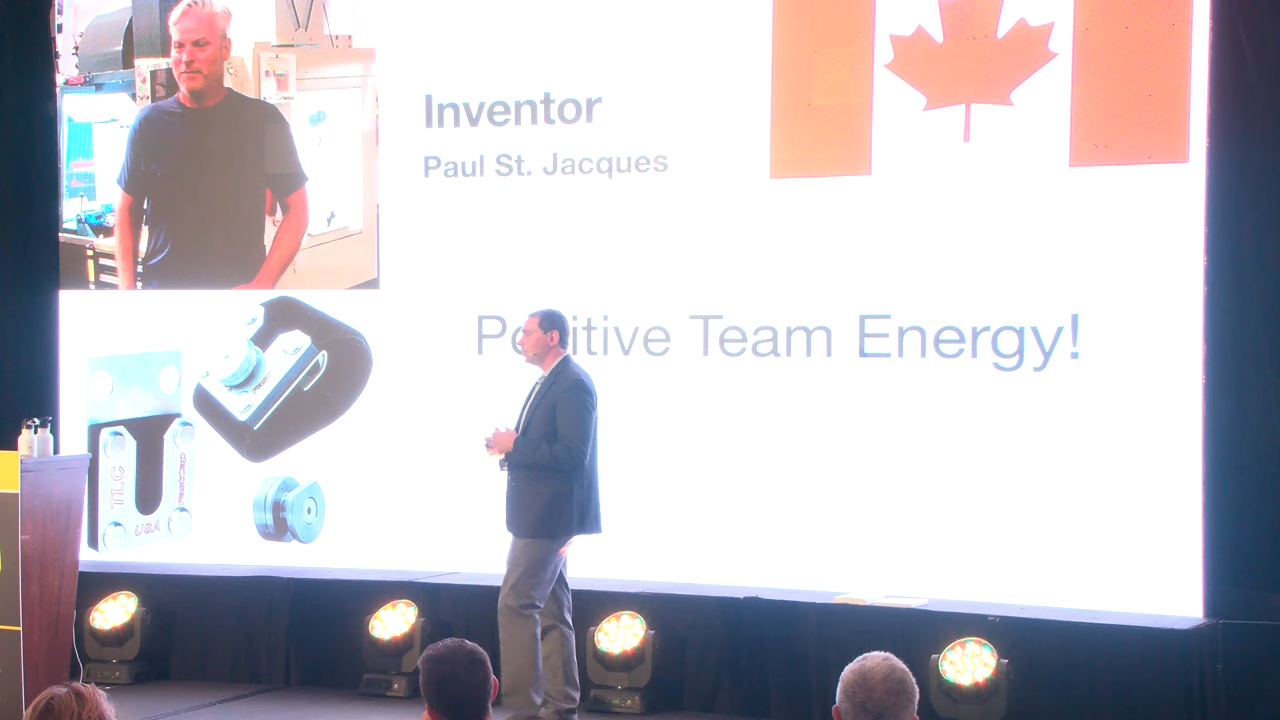 Inventor
Paul St. Jacques
Positive Team Energy!
TLC
USA